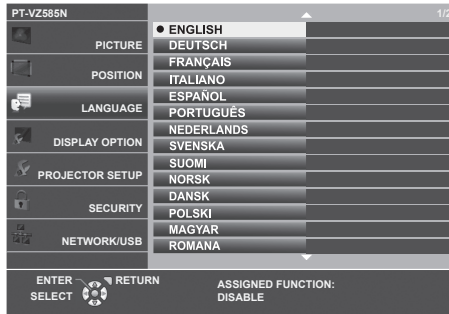 PT-VZ585N
1/2
PICTURE
POSITION
LANGUAGE
DISPLAY OPTION
PROJECTOR SETUP
SECURITY
NETWORK/USB
ENGLISH
DEUTSCH
FRANÇAIS
ITALIANO
ESPAÑOL
PORTUGUÊS
NEDERLANDS
SVENSKA
SUOMI
NORSK
DANSK
POLSKI
MAGYAR
ROMANA
ENTER
RETURN
SELECT
ASSIGNED FUNCTION:
DISABLE